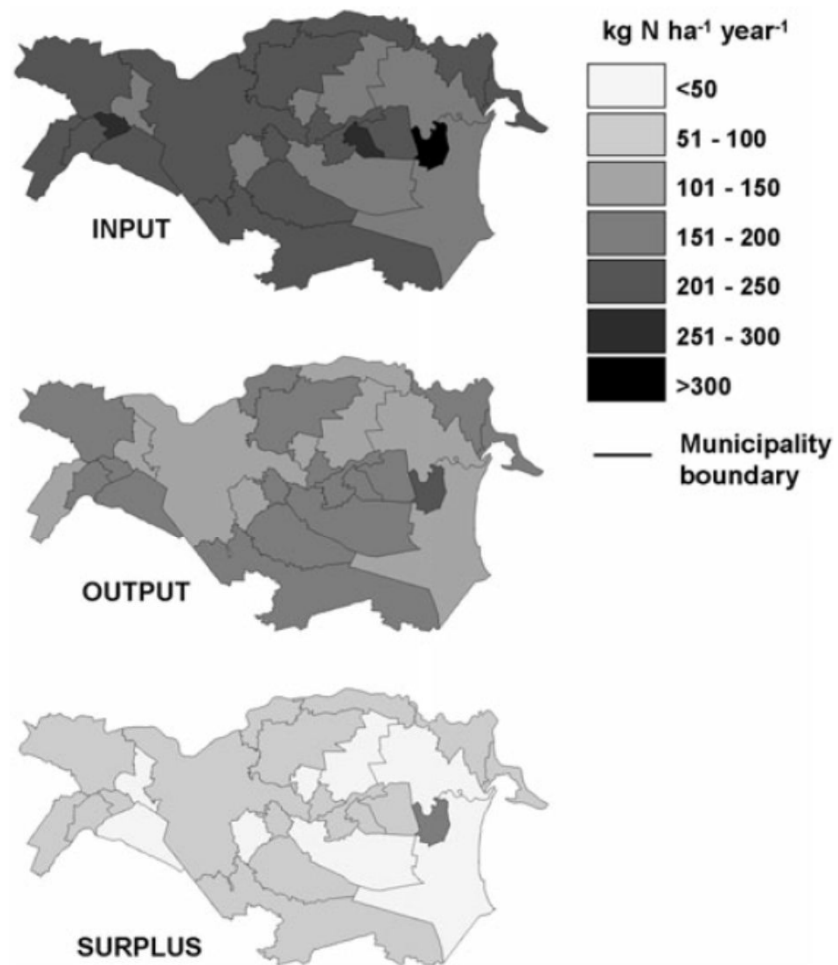 kg N ha⁻¹ year⁻¹
<50
51 - 100
101 - 150
151 - 200
201 - 250
251 - 300
>300
Municipality
boundary
INPUT
OUTPUT
SURPLUS